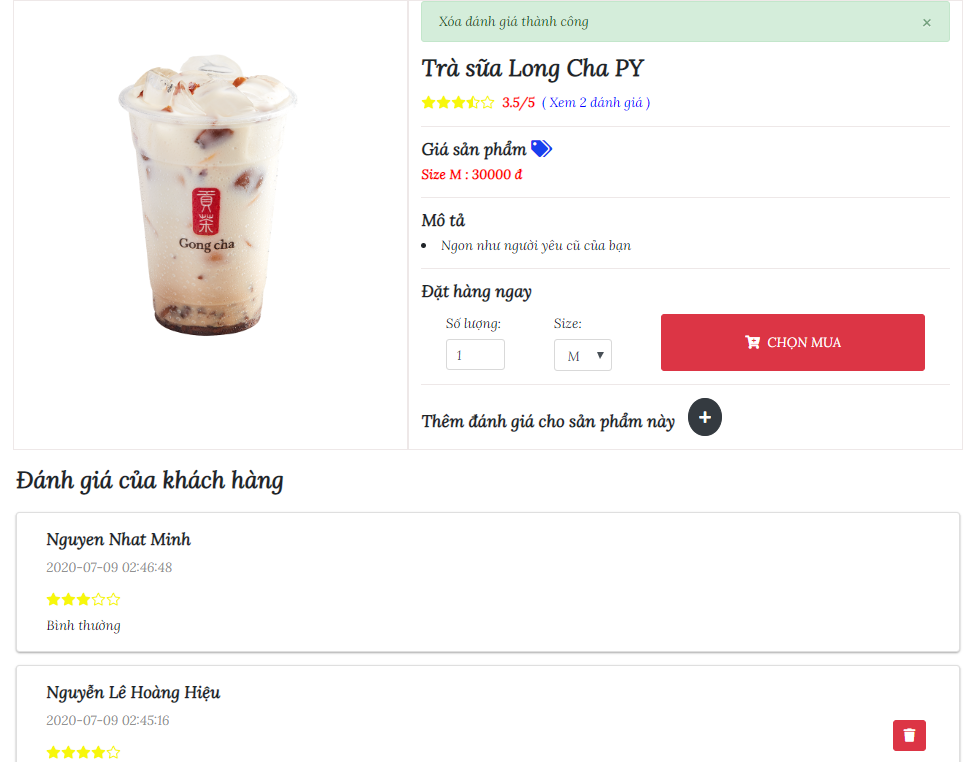 Xóa đánh giá thành công
×
Trà sữa Long Cha PY
3.5/5 ( Xem 2 đánh giá )
Giá sản phẩm
Size M : 30000 đ
Mô tả
Ngon như người yêu cũ của bạn
Đặt hàng ngay
Số lượng: Size:
1 M CHỌN MUA
Thêm đánh giá cho sản phẩm này
貢茶
Gong cha
Đánh giá của khách hàng
Nguyen Nhat Minh
2020-07-09 02:46:48
Bình thường
Nguyễn Lê Hoàng Hiệu
2020-07-09 02:45:16